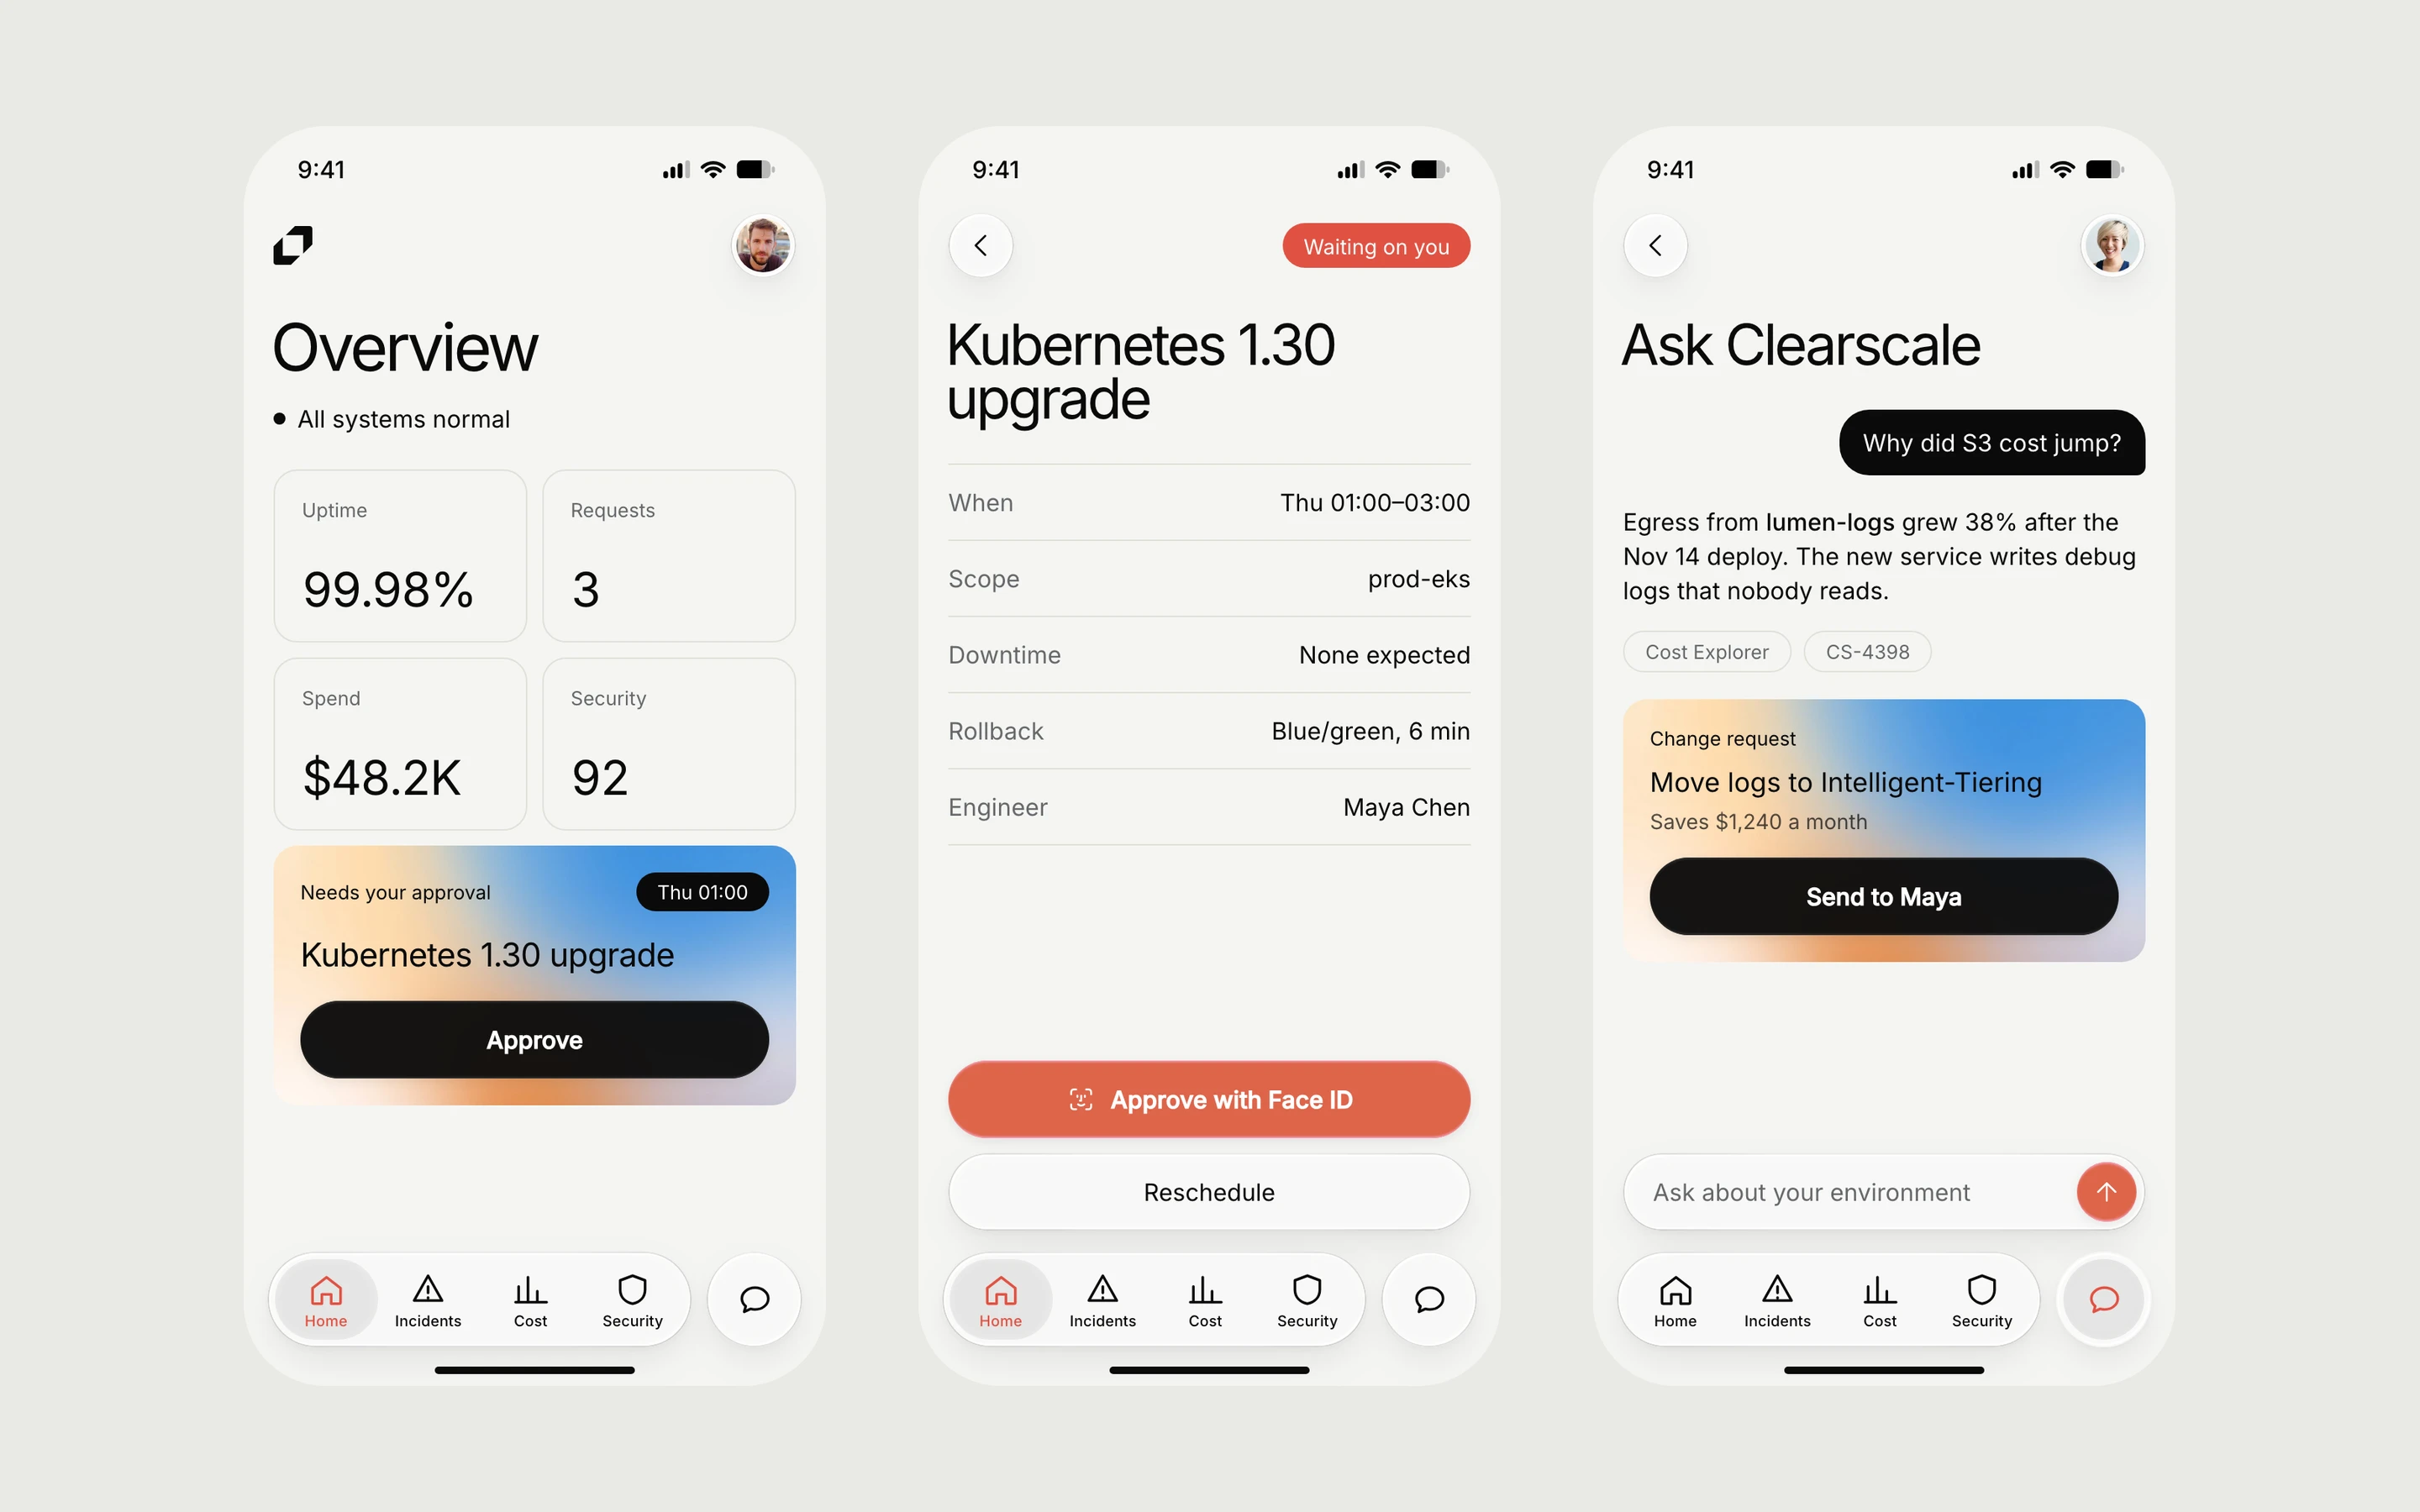 9:41
Overview
All systems normal
Uptime
99.98%
Requests
3
Spend
$48.2K
Security
92
Needs your approval
Thu 01:00
Kubernetes 1.30 upgrade
Approve
Home
Incidents
Cost
Security
9:41
Waiting on you
Kubernetes 1.30
upgrade
When
Thu 01:00–03:00
Scope
prod-eks
Downtime
None expected
Rollback
Blue/green, 6 min
Engineer
Maya Chen
Approve with Face ID
Reschedule
Home
Incidents
Cost
Security
9:41
Ask Clearscale
Why did S3 cost jump?
Egress from lumen-logs grew 38% after the
Nov 14 deploy. The new service writes debug
logs that nobody reads.
Cost Explorer
CS-4398
Change request
Move logs to Intelligent-Tiering
Saves $1,240 a month
Send to Maya
Ask about your environment
Home
Incidents
Cost
Security